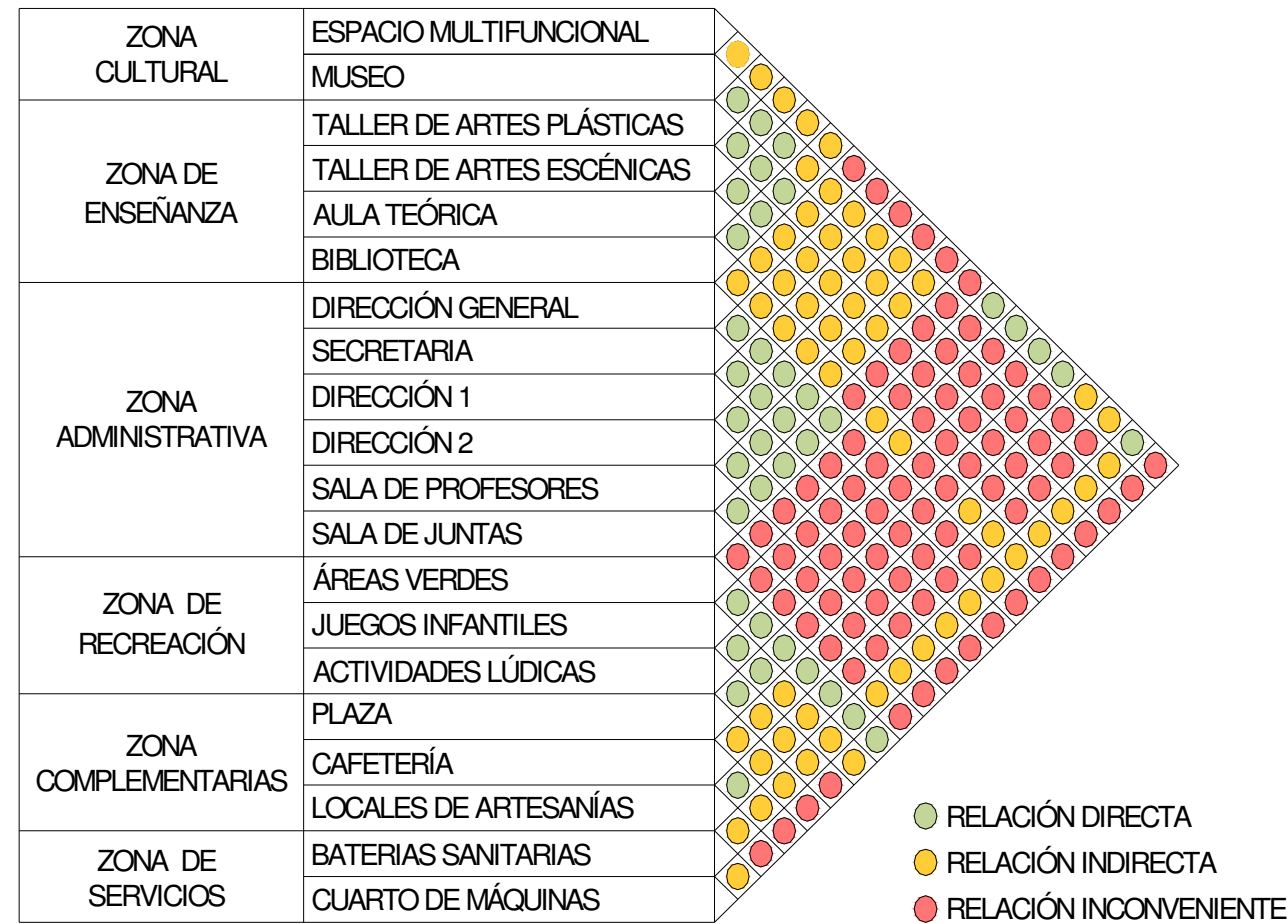 ZONA
CULTURAL
ESPACIO MULTIFUNCIONAL
MUSEO
ZONA DE
ENSEÑANZA
TALLER DE ARTES PLÁSTICAS
TALLER DE ARTES ESCÉNICAS
AULA TEÓRICA
BIBLIOTECA
ZONA
ADMINISTRATIVA
DIRECCIÓN GENERAL
SECRETARIA
DIRECCIÓN 1
DIRECCIÓN 2
SALA DE PROFESORES
SALA DE JUNTAS
ZONA DE
RECREACIÓN
ÁREAS VERDES
JUEGOS INFANTILES
ACTIVIDADES LÚDICAS
ZONA
COMPLEMENTARIAS
PLAZA
CAFETERÍA
LOCALES DE ARTESANÍAS
ZONA DE
SERVICIOS
BATERIAS SANITARIAS
CUARTO DE MÁQUINAS
RELACIÓN DIRECTA
RELACIÓN INDIRECTA
RELACIÓN INCONVENIENTE